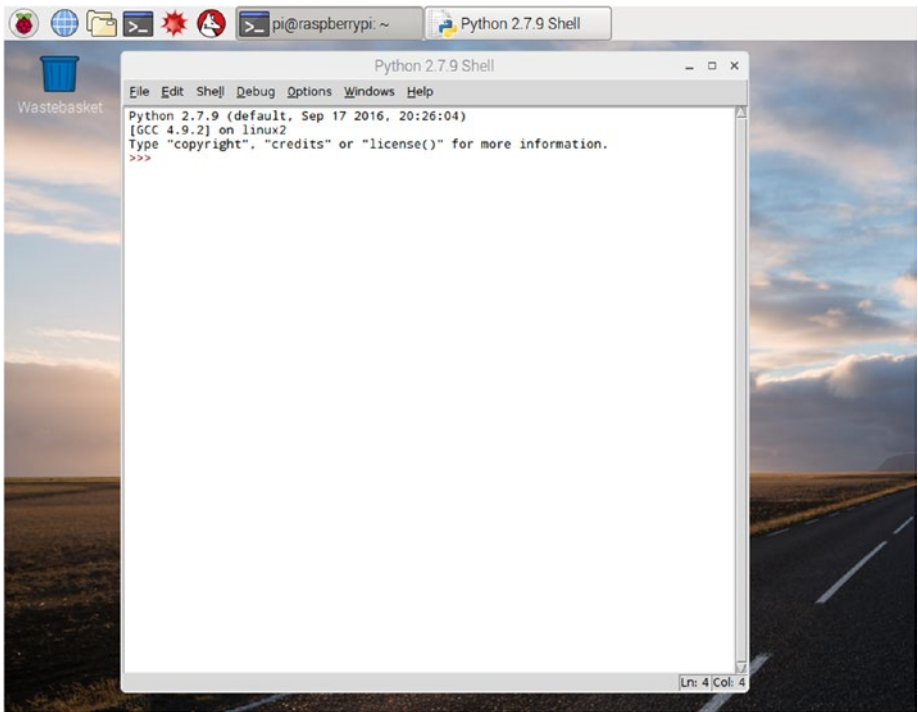 pi@raspberrypi: ~
Python 2.7.9 Shell
Wastebasket
Python 2.7.9 Shell
File Edit Shell Debug Options Windows Help
Python 2.7.9 (default, Sep 17 2016, 20:26:04)
[GCC 4.9.2] on linux2
Type "copyright", "credits" or "license()" for more information.
>>>
Ln: 4 Col: 4